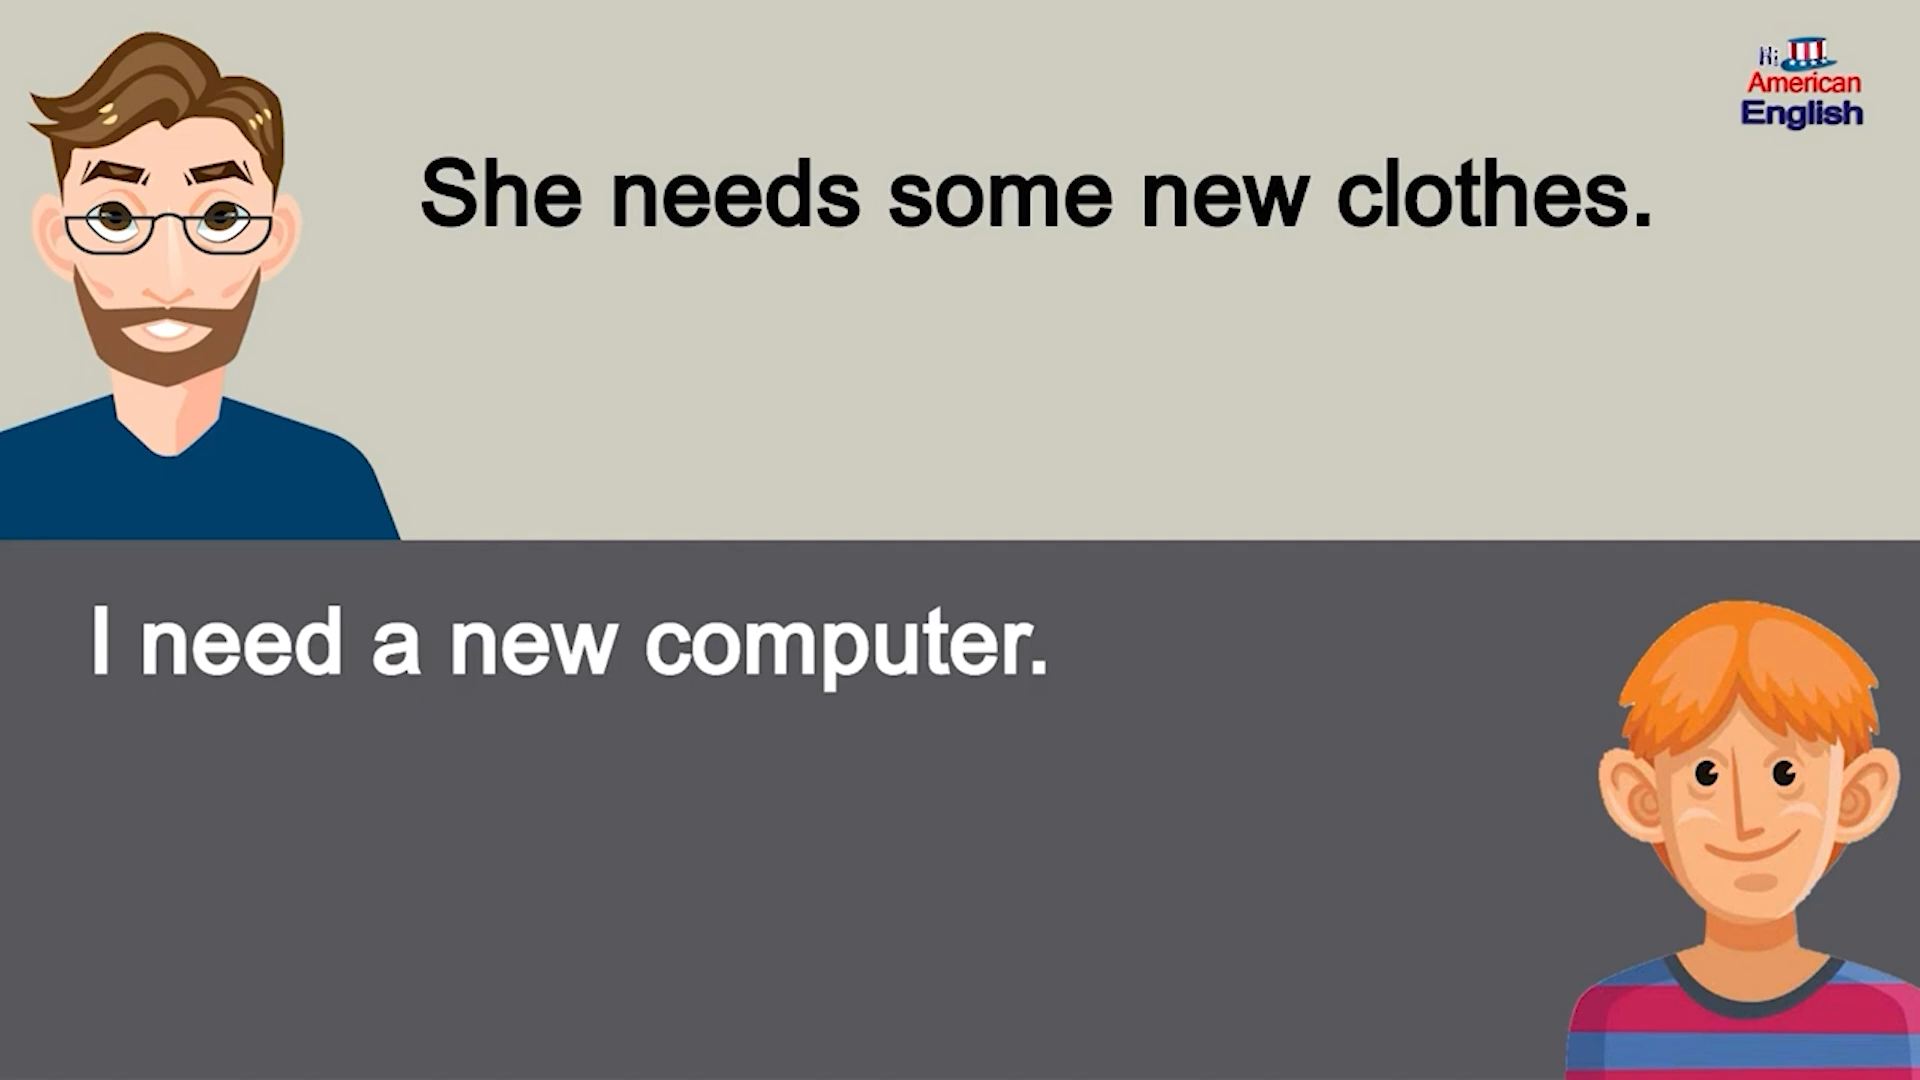 Hi
American
English
She needs some new clothes.
I need a new computer.